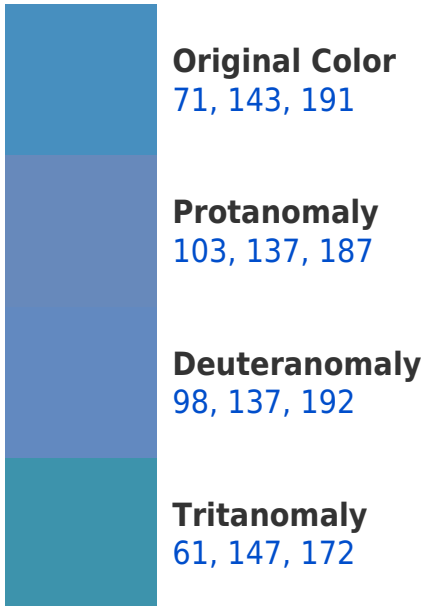 Original Color
71, 143, 191
Protanomaly
103, 137, 187
Deuteranomaly
98, 137, 192
Tritanomaly
61, 147, 172